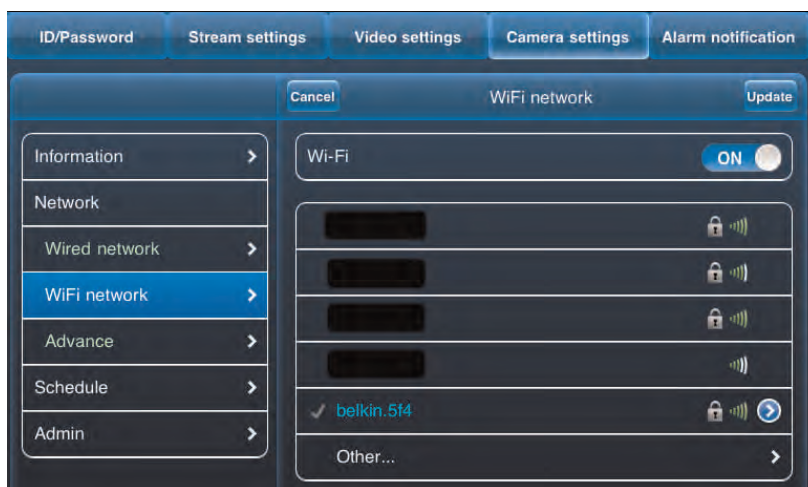 ID/Password Stream settings Video settings Camera settings Alarm notification
Cancel WiFi network Update
Information
Network
Wired network
WiFi network
Advance
Schedule
Admin
Wi-Fi ON
belkin.5f4
Other...